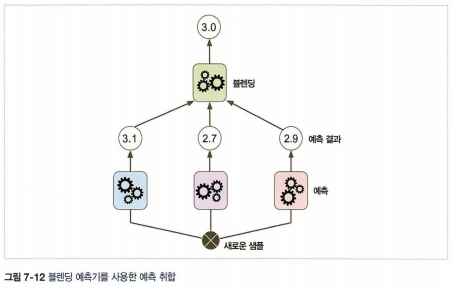 3.0
블렌딩
3.1 2.7 2.9 예측 결과
예측
새로운 샘플
그림 7-12 블렌딩 예측기를 사용한 예측 취합